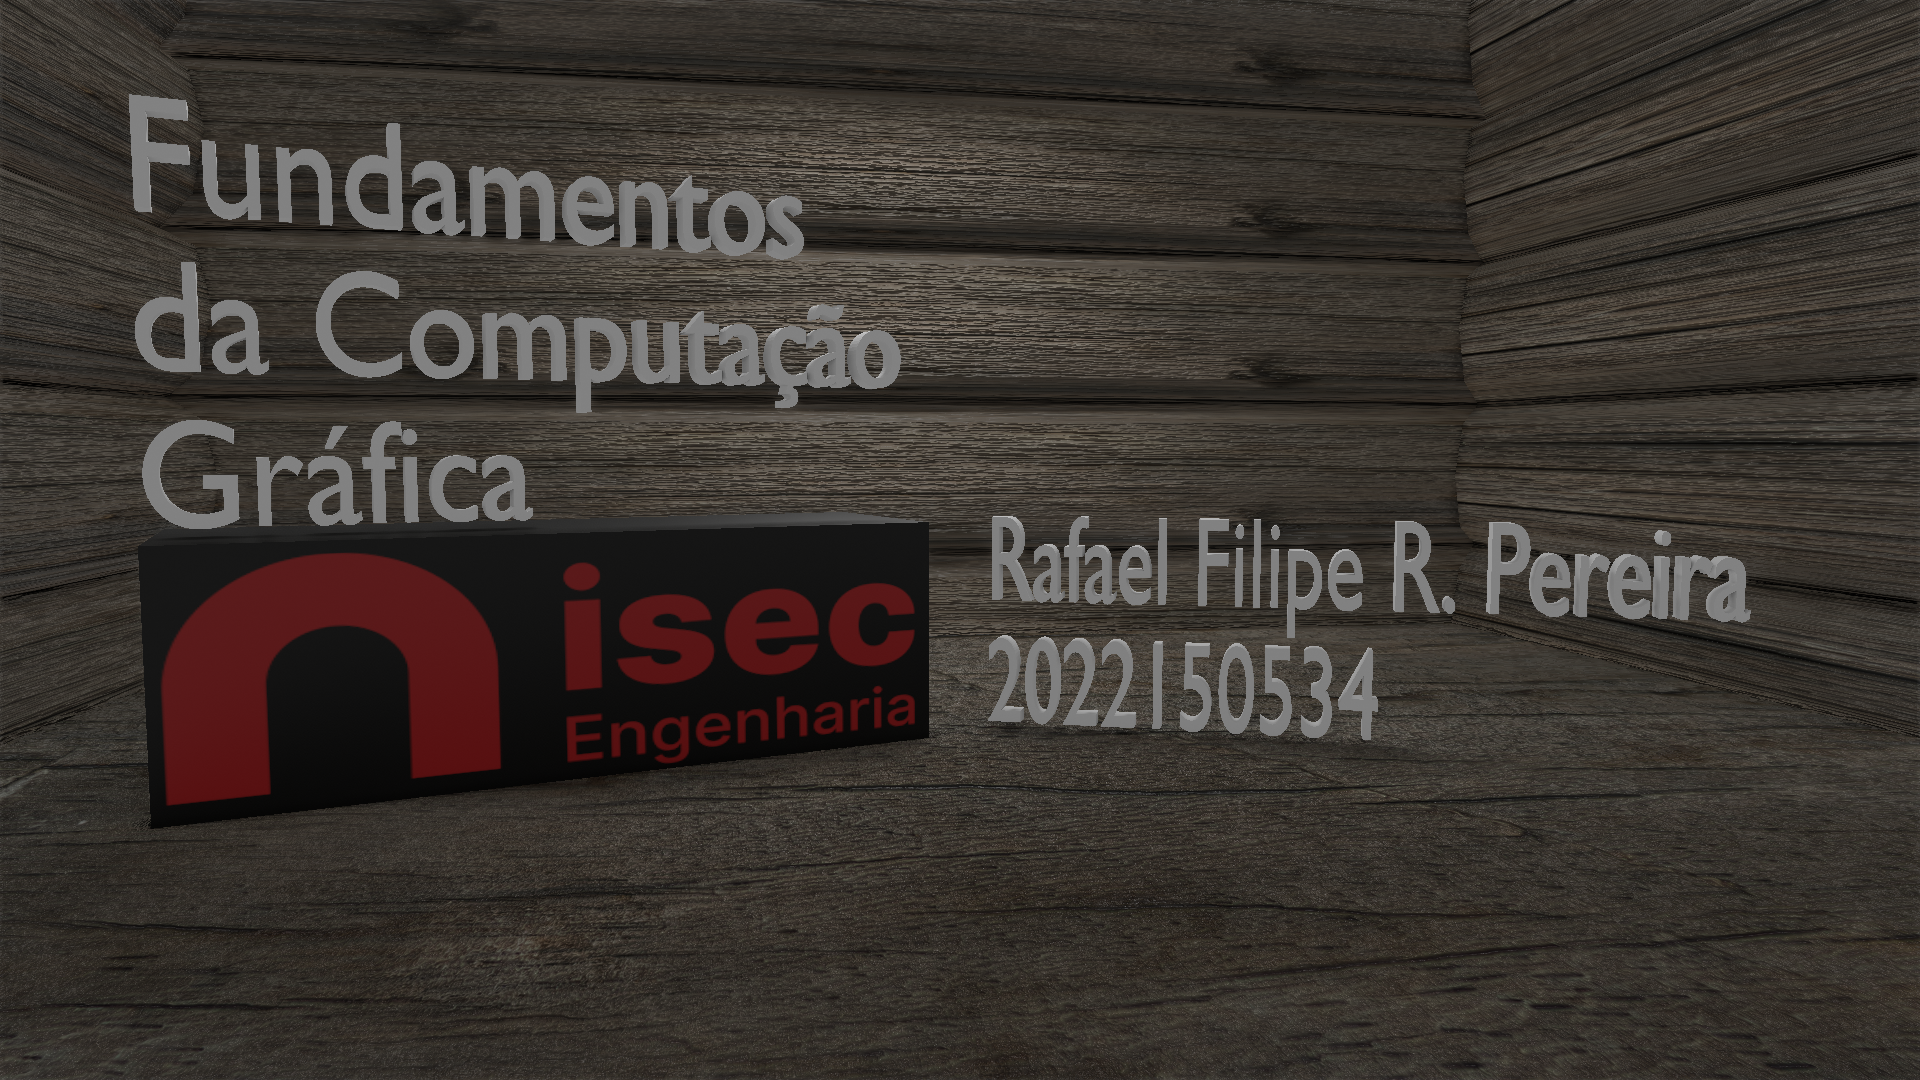 Fundamentos
da Computação
Gráfica
isec
Engenharia
Rafael Filipe R. Pereira
2022150534